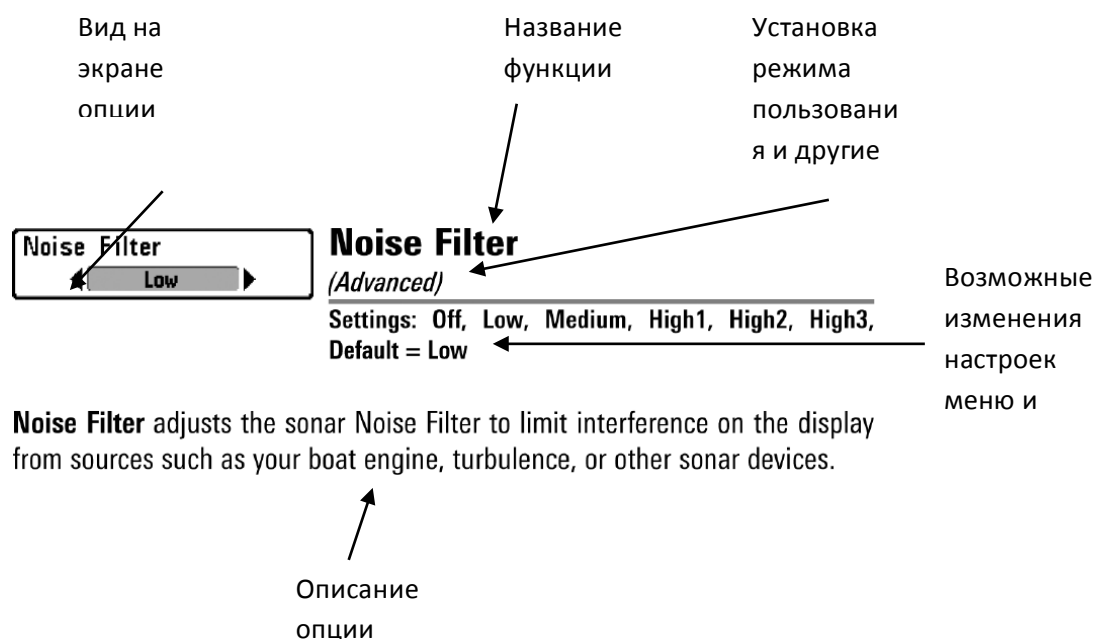 Вид на
экране
опции
Название
функции
Установка
режима
пользовани
я и другие
Noise Filter
Low
Noise Filter
(Advanced)
Settings: Off, Low, Medium, High1, High2, High3,
Default = Low
Возможные
изменения
настроек
меню и
Noise Filter adjusts the sonar Noise Filter to limit interference on the display
from sources such as your boat engine, turbulence, or other sonar devices.
Описание
опции